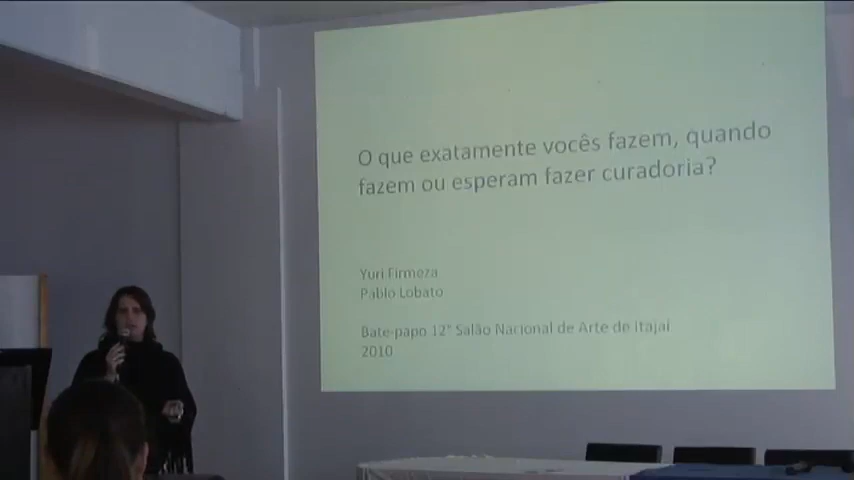 O que exatamente vocês fazem, quando
fazem ou esperam fazer curadoria?
Yuri Firmeza
Pablo Lobato
Bate-papo 12° Salão Nacional de Arte de Itajaí
2010